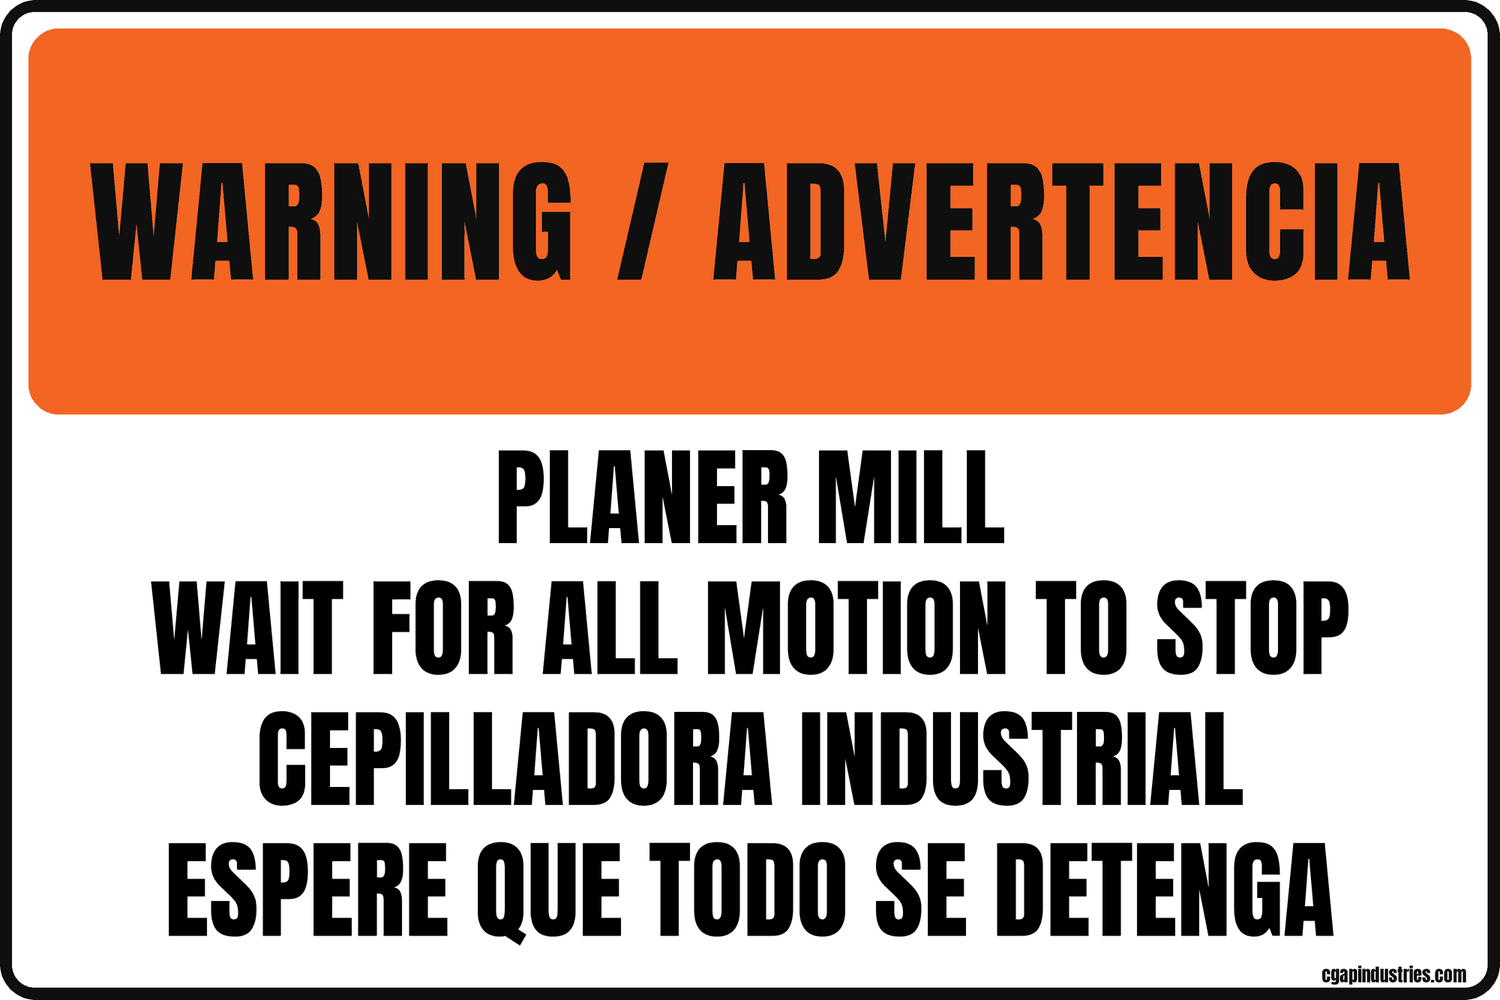 WARNING / ADVERTENCIA
PLANER MILL
WAIT FOR ALL MOTION TO STOP
CEPILLADORA INDUSTRIAL
ESPERE QUE TODO SE DETENGA
cgapindustries.com